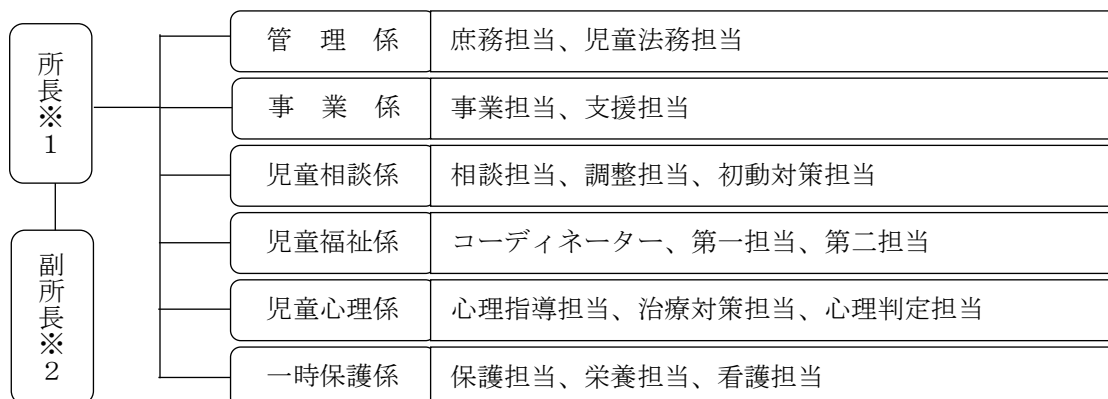 所長※1
副所長※2
管理係 庶務担当、児童法務担当
事業係 事業担当、支援担当
児童相談係 相談担当、調整担当、初動対策担当
児童福祉係 コーディネーター、第一担当、第二担当
児童心理係 心理指導担当、治療対策担当、心理判定担当
一時保護係 保護担当、栄養担当、看護担当